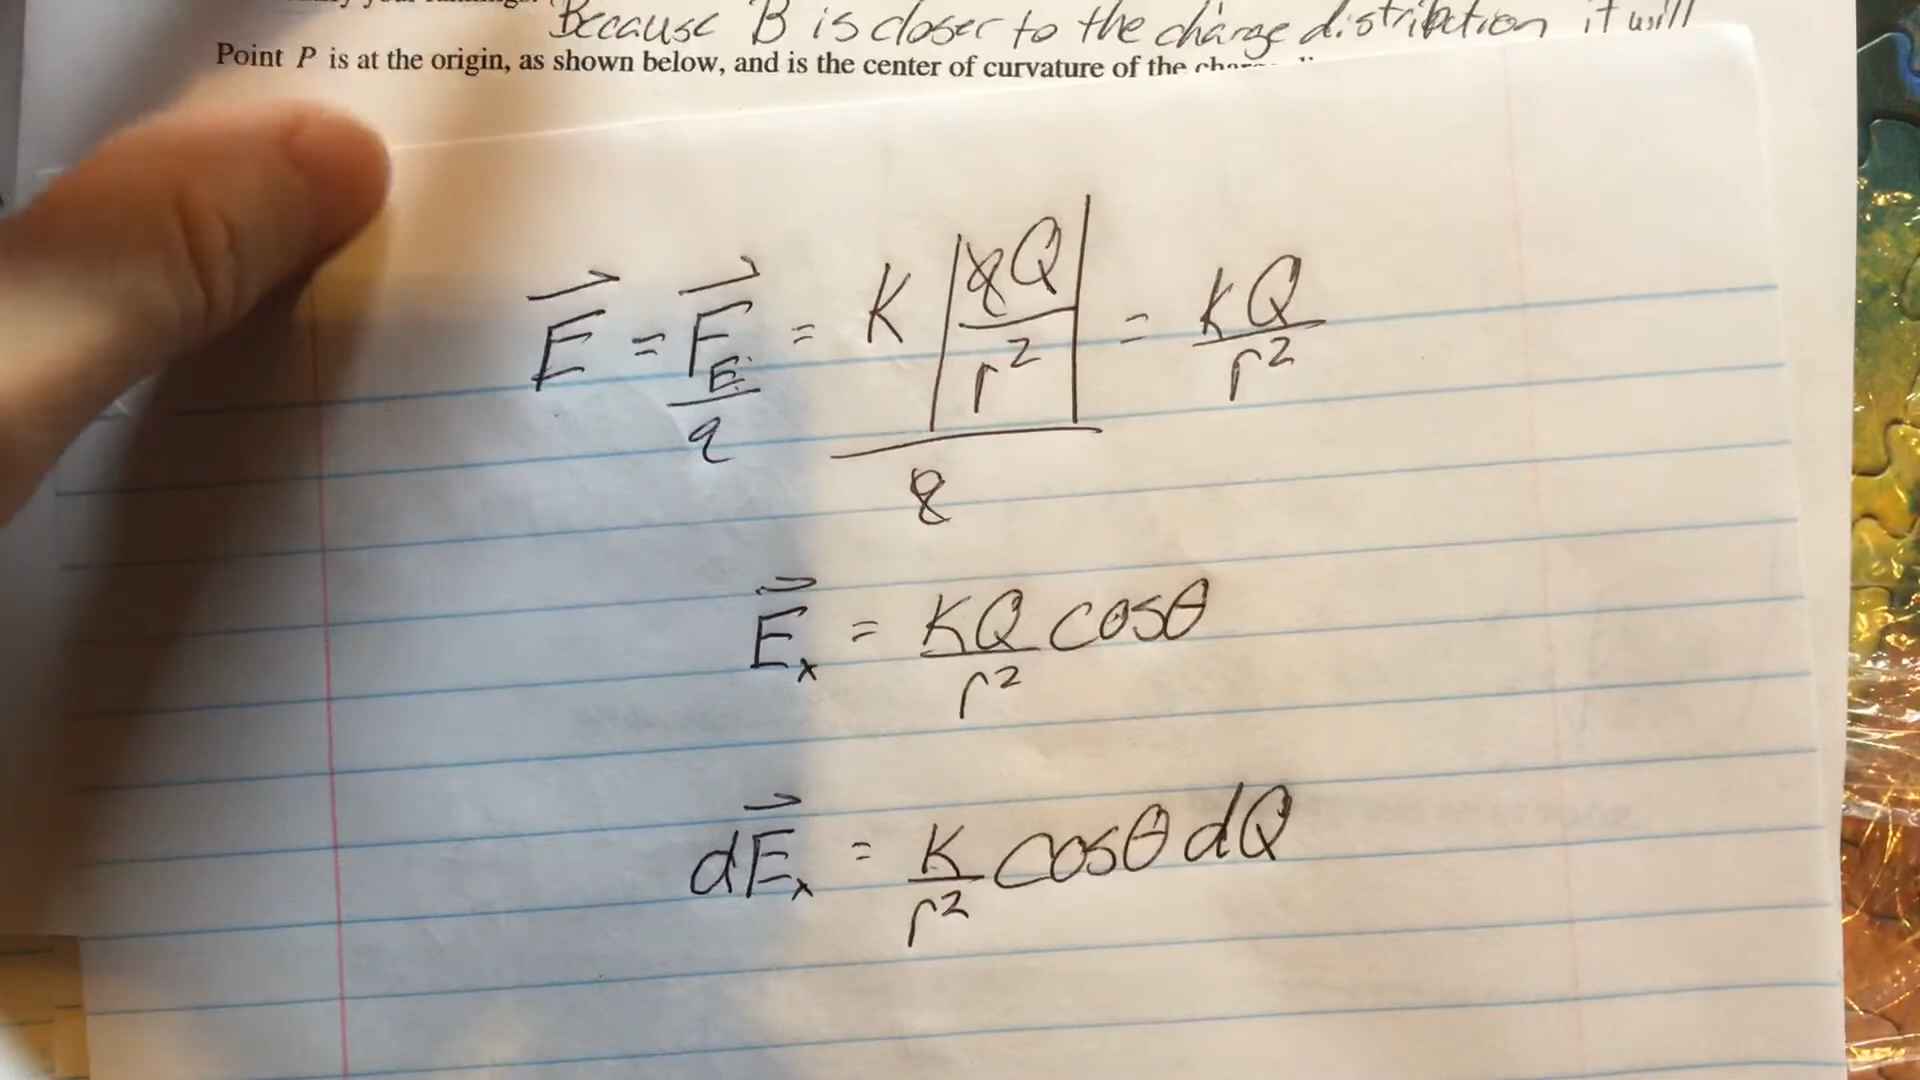 Because B is closer to the charge distribution it will
Point P is at the origin, as shown below, and is the center of curvature of the
E⃗ = F⃗_E / q = K |qQ / r²| / q = kQ / r²
E⃗ₓ = KQ / r² cosθ
dE⃗ₓ = K / r² cosθ dQ